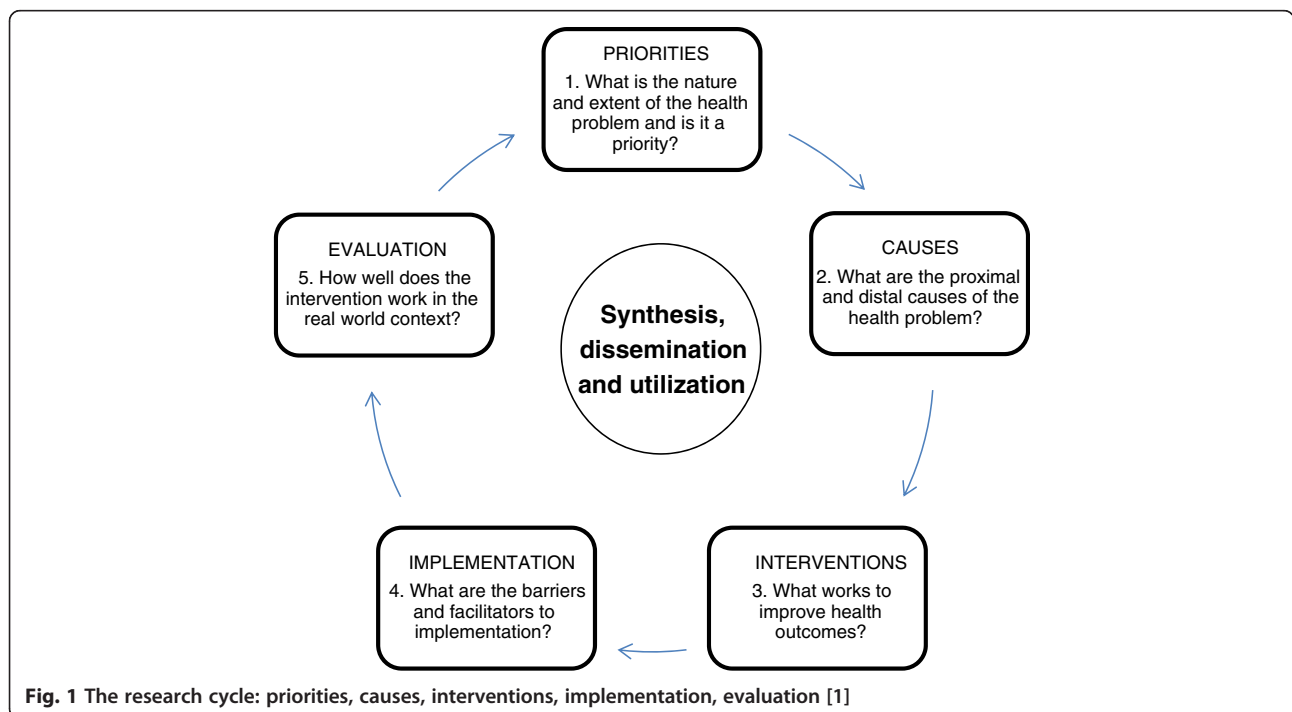 PRIORITIES
1. What is the nature
and extent of the health
problem and is it a
priority?
CAUSES
2. What are the proximal
and distal causes of the
health problem?
INTERVENTIONS
3. What works to
improve health
outcomes?
IMPLEMENTATION
4. What are the barriers
and facilitators to
implementation?
EVALUATION
5. How well does the
intervention work in the
real world context?
Synthesis,
dissemination
and utilization
Fig. 1 The research cycle: priorities, causes, interventions, implementation, evaluation [1]